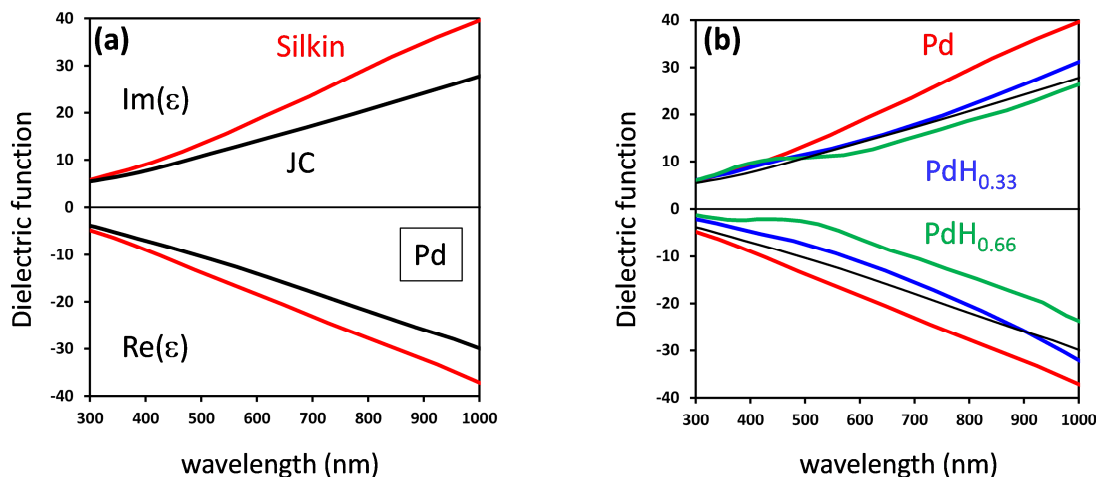 (a)
Silkin
Im(ε)
JC
Pd
Re(ε)
Dielectric function
40
30
20
10
0
-10
-20
-30
-40
300 400 500 600 700 800 900 1000
wavelength (nm)
(b)
Pd
PdH0.33
PdH0.66
Dielectric function
40
30
20
10
0
-10
-20
-30
-40
300 400 500 600 700 800 900 1000
wavelength (nm)